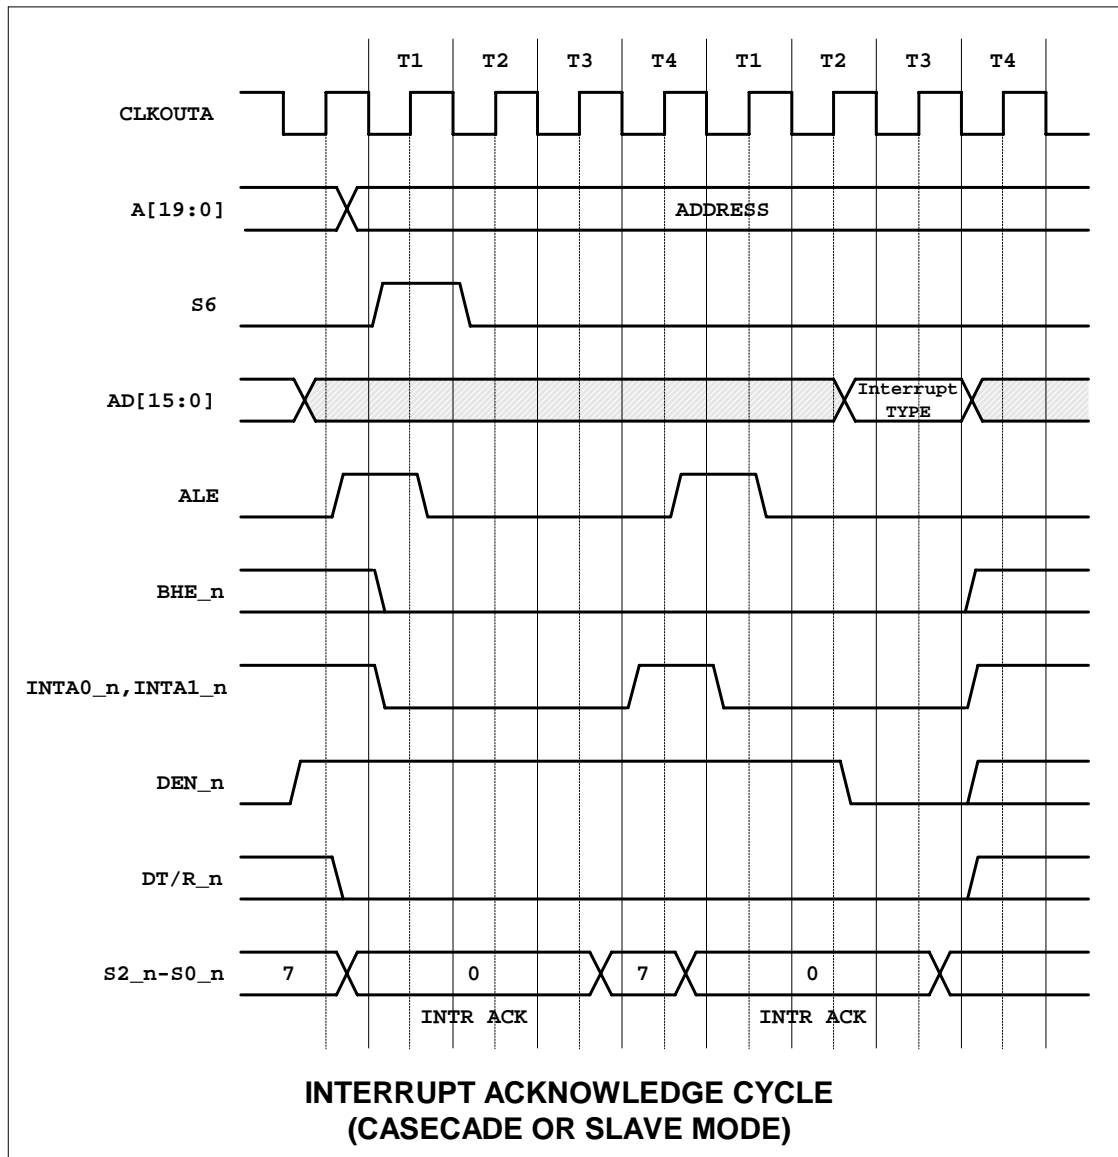 T1 T2 T3 T4 T1 T2 T3 T4
CLKOUTA
A[19:0] ADDRESS
S6
AD[15:0] Interrupt TYPE
ALE
BHE_n
INTA0_n,INTA1_n
DEN_n
DT/R_n
S2_n-S0_n 7 0 7 0
INTR ACK INTR ACK
INTERRUPT ACKNOWLEDGE CYCLE
(CASECADE OR SLAVE MODE)